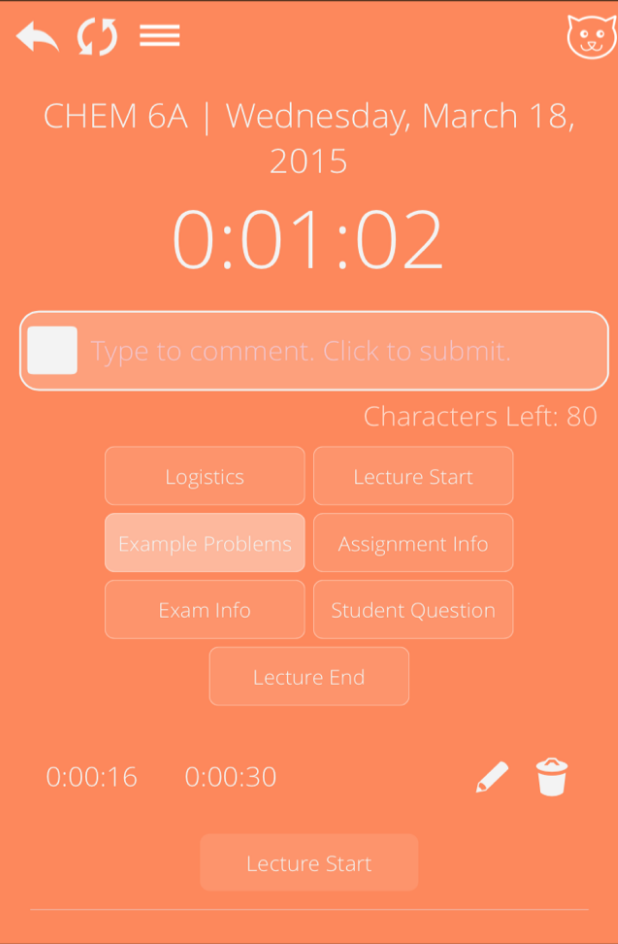 CHEM 6A | Wednesday, March 18,
2015
0:01:02
Type to comment. Click to submit.
Characters Left: 80
Logistics
Lecture Start
Example Problems
Assignment Info
Exam Info
Student Question
Lecture End
0:00:16 0:00:30
Lecture Start